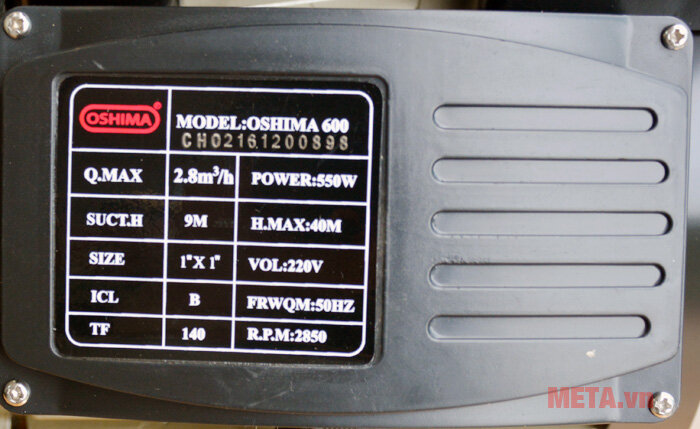 OSHIMA
MODEL:OSHIMA 600
CH02161200898
Q.MAX 2.8m³/h POWER:550W
SUCT.H 9M H.MAX:40M
SIZE 1"X 1" VOL:220V
ICL B FRWQM:50HZ
TF 140 R.P.M:2850
META.vn